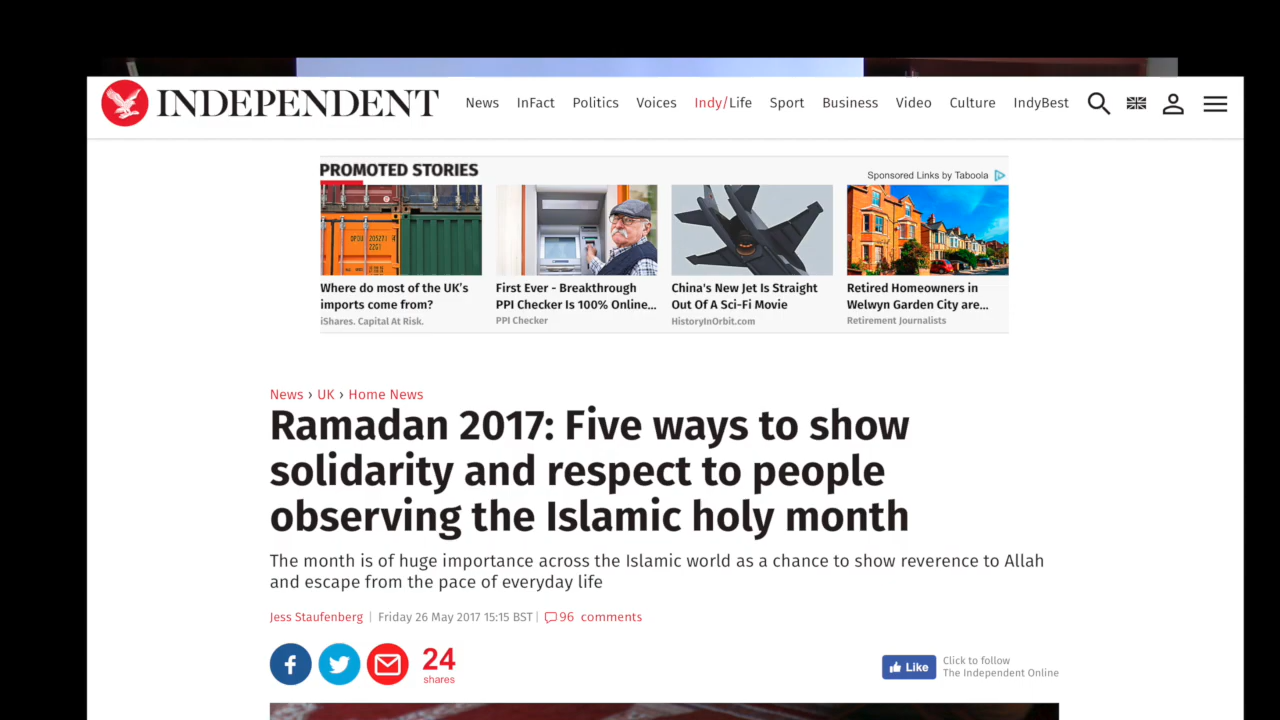 INDEPENDENT
News InFact Politics Voices Indy/Life Sport Business Video Culture IndyBest
PROMOTED STORIES
Sponsored Links by Taboola
Where do most of the UK's
imports come from?
iShares. Capital At Risk.
First Ever - Breakthrough
PPI Checker Is 100% Online...
PPI Checker
China's New Jet Is Straight
Out Of A Sci-Fi Movie
HistoryInOrbit.com
Retired Homeowners in
Welwyn Garden City are...
Retirement Journalists
News › UK › Home News
Ramadan 2017: Five ways to show
solidarity and respect to people
observing the Islamic holy month
The month is of huge importance across the Islamic world as a chance to show reverence to Allah
and escape from the pace of everyday life
Jess Staufenberg | Friday 26 May 2017 15:15 BST | 96 comments
24
shares
Like
Click to follow
The Independent Online